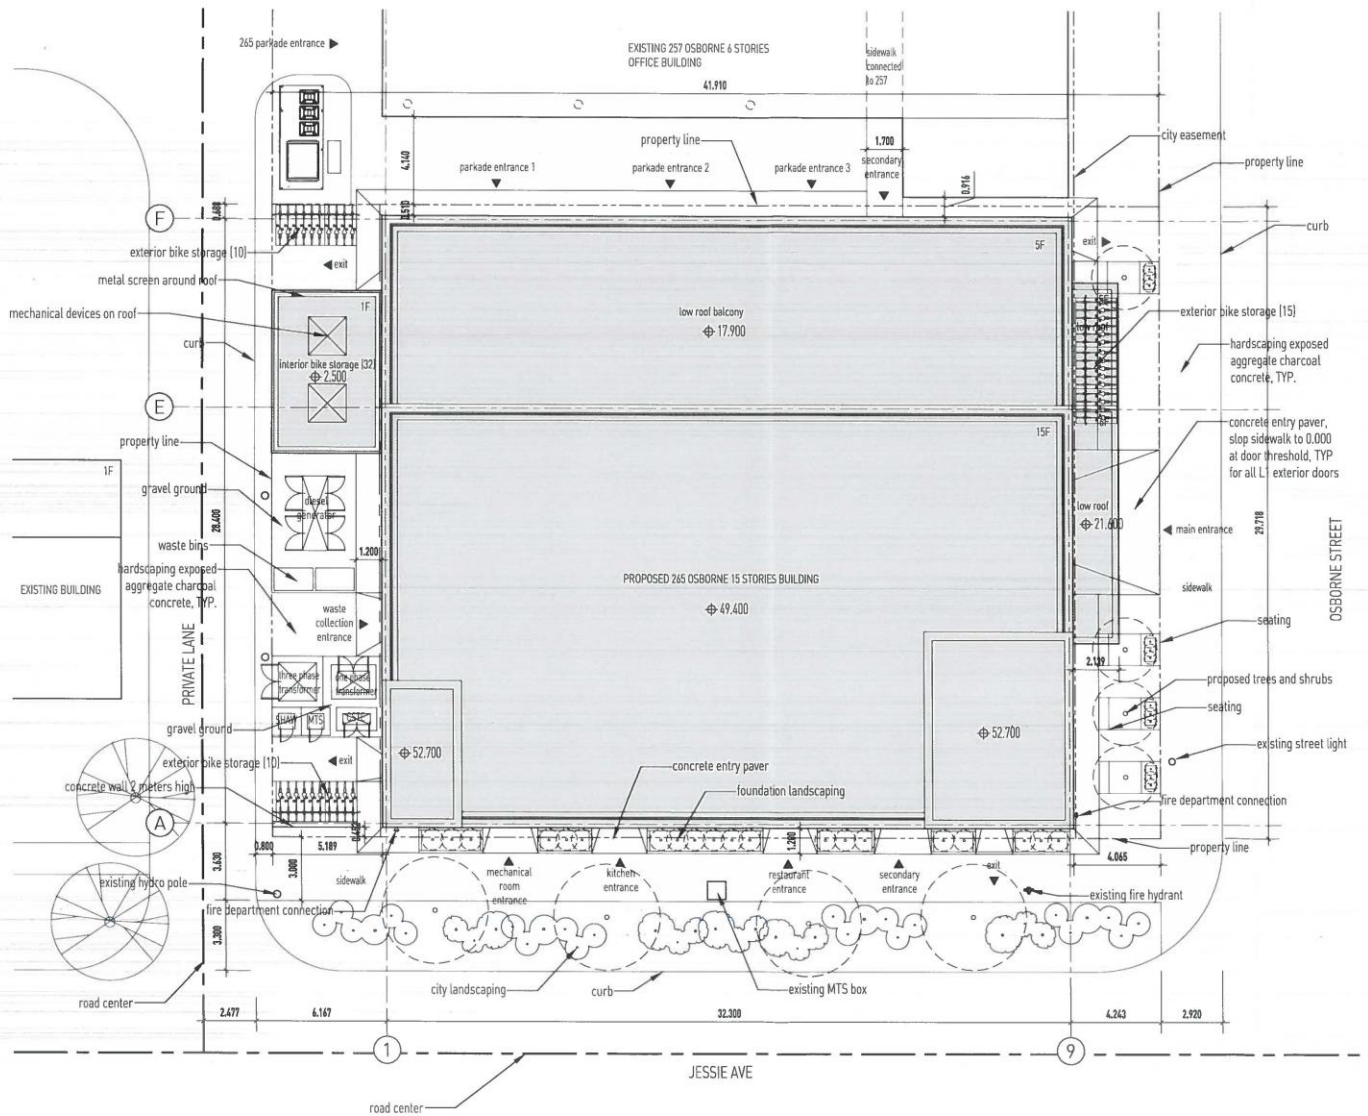 265 parkade entrance
EXISTING 257 OSBORNE 6 STORIES
OFFICE BUILDING
sidewalk
connected
to 257
41.910
property line
1.700
city easement
property line
4.140
parkade entrance 1
parkade entrance 2
parkade entrance 3
secondary
entrance
0.916
0.688
0.510
F
curb
exterior bike storage (10)
exit
5F
exit
metal screen around roof
mechanical devices on roof
1F
low roof balcony
17.900
low roof
exterior bike storage (15)
curb
interior bike storage (32)
2.500
hardscaping exposed
aggregate charcoal
concrete, TYP.
E
property line
15F
concrete entry paver,
slop sidewalk to 0.000
at door threshold, TYP
for all L1 exterior doors
1F
gravel ground
diesel
generator
28.400
low roof
21.600
main entrance
29.718
waste bins
1.200
hardscaping exposed
aggregate charcoal
concrete, TYP.
EXISTING BUILDING
PROPOSED 265 OSBORNE 15 STORIES BUILDING
49.400
sidewalk
OSBORNE STREET
waste
collection
entrance
seating
PRIVATE LANE
2.139
three phase
transformer
one phase
transformer
proposed trees and shrubs
seating
SHAW
MTS
CSTE
gravel ground
52.700
52.700
existing street light
exterior bike storage (10)
exit
concrete entry paver
concrete wall 2 meters high
foundation landscaping
fire department connection
A
0.800
5.189
3.000
1.200
4.065
property line
3.630
sidewalk
existing hydro pole
mechanical
room
entrance
kitchen
entrance
restaurant
entrance
secondary
entrance
exit
existing fire hydrant
fire department connection
3.300
road center
city landscaping
curb
existing MTS box
2.477
6.167
32.300
4.243
2.920
1
9
JESSIE AVE
road center